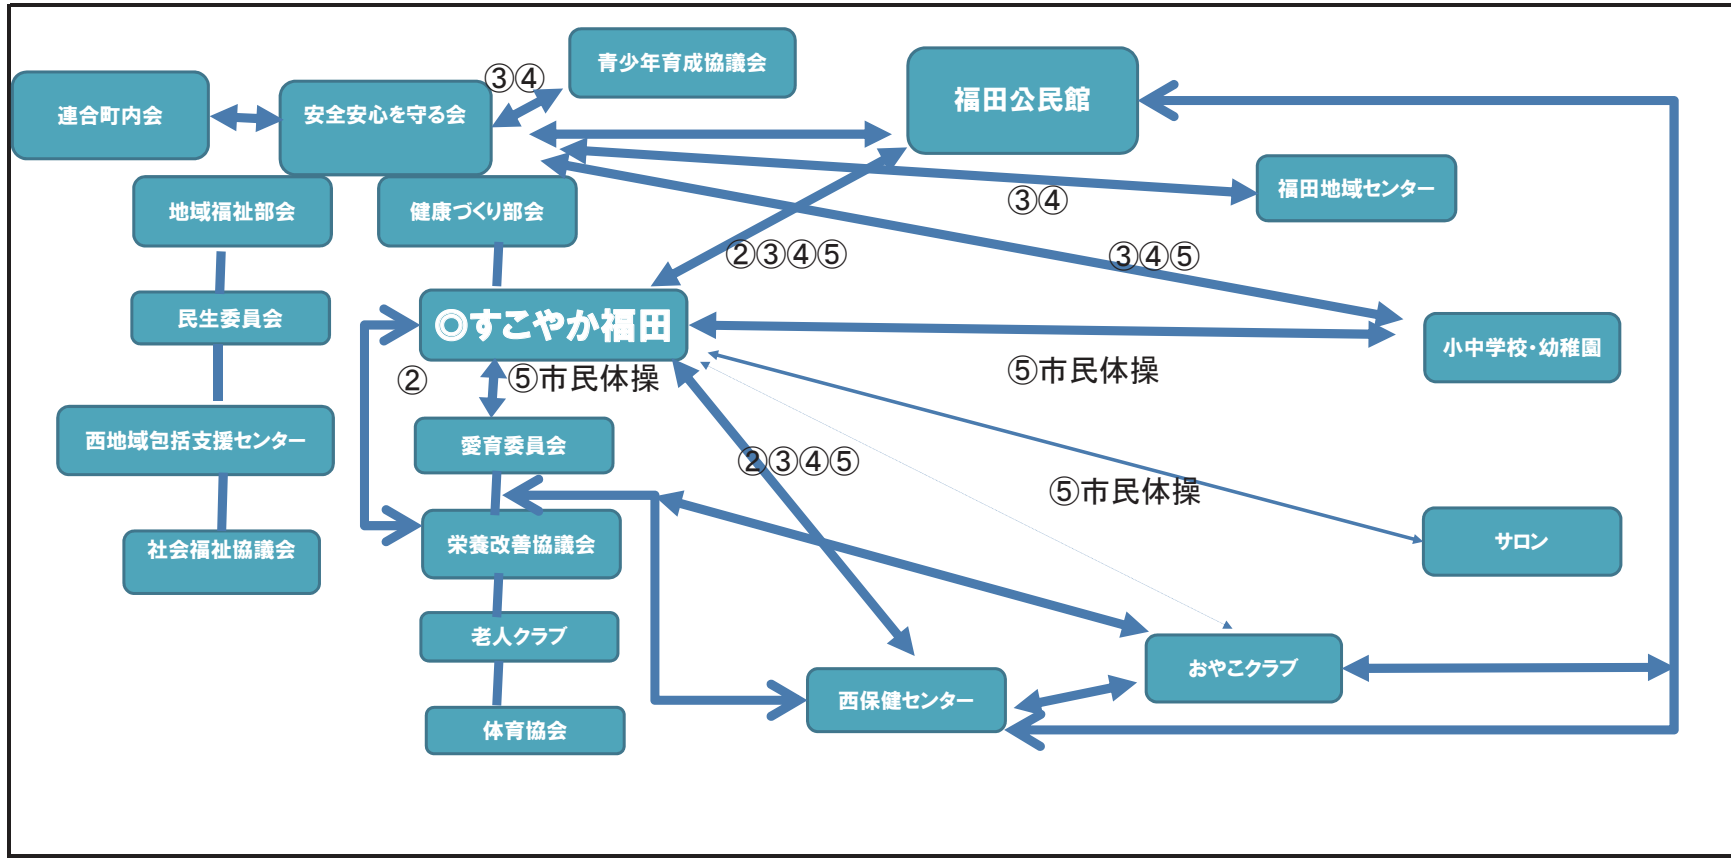 青少年育成協議会
③④
福田公民館
連合町内会
安全安心を守る会
福田地域センター
③④
地域福祉部会
健康づくり部会
②③④⑤
③④⑤
民生委員会
◎すこやか福田
小中学校・幼稚園
②
⑤市民体操
⑤市民体操
西地域包括支援センター
愛育委員会
②③④⑤
⑤市民体操
社会福祉協議会
栄養改善協議会
サロン
老人クラブ
おやこクラブ
西保健センター
体育協会